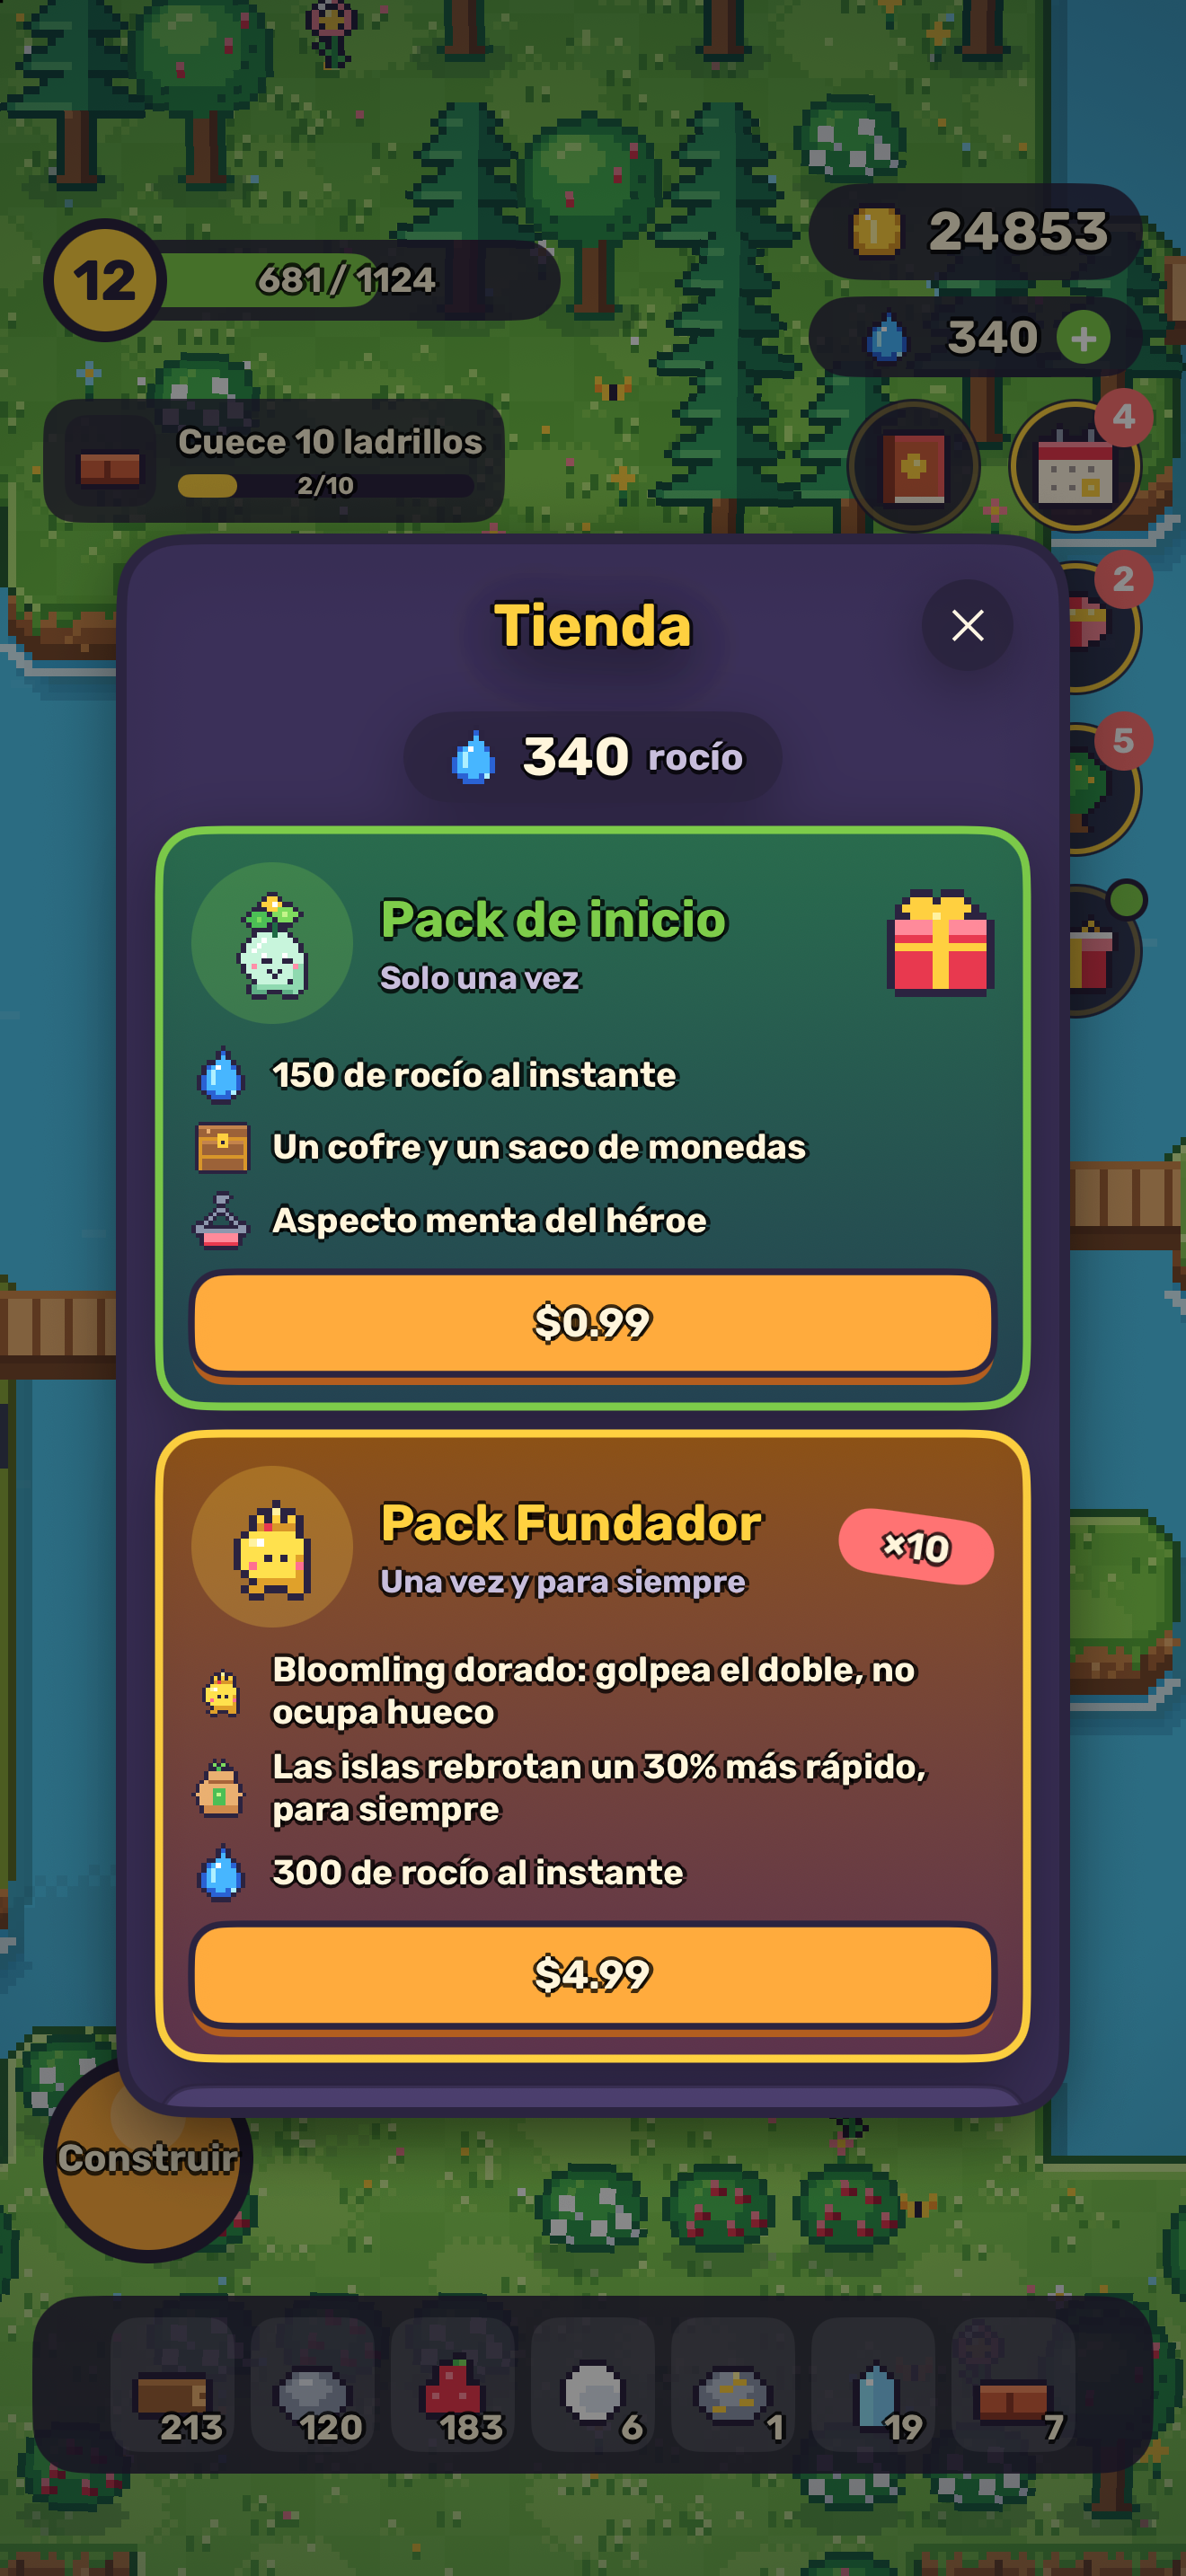 24853
12
681/1124
340
Cuece 10 ladrillos
2/10
4
2
5
Tienda
340 rocío
Pack de inicio
Solo una vez
150 de rocío al instante
Un cofre y un saco de monedas
Aspecto menta del héroe
$0.99
Pack Fundador
Una vez y para siempre
×10
Bloomling dorado: golpea el doble, no
ocupa hueco
Las islas rebrotan un 30% más rápido,
para siempre
300 de rocío al instante
$4.99
Construir
213
120
183
6
1
19
7